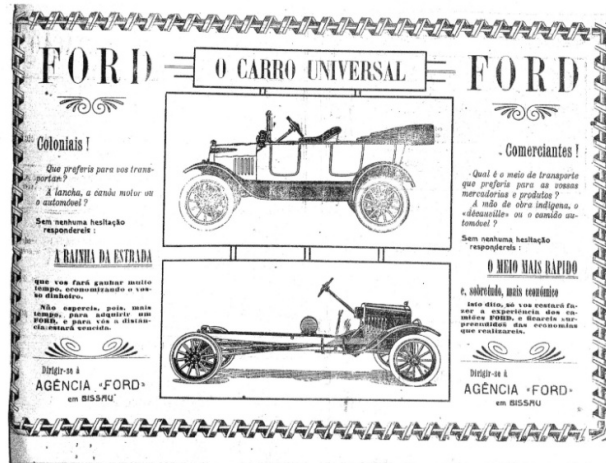 FORD
O CARRO UNIVERSAL
FORD
Coloniais !
Que preferis para vos trans-
portar ?
A lancha, a canôa motor ou
o automóvel ?
Sem nenhuma hesitação
respondereis :
A RAINHA DA ESTRADA
que vos fará ganhar muito
tempo, economizando o vos-
so dinheiro.
Não espereis, pois, mais
tempo, para adquirir um
FORD, e para vós a distân-
cia estará vencida.
Dirigir-se à
AGÊNCIA «FORD»
em BISSAU
Comerciantes !
Qual é o meio de transporte
que preferis para as vossas
mercadorias e produtos ?
A mão de obra indígena, o
«décauville» ou o camião au-
tomóvel ?
Sem nenhuma hesitação
respondereis :
O MEIO MAIS RAPIDO
e, sobretudo, mais económico
Isto dito, só vos restará fa-
zer a experiência dos ca-
miões FORD, e ficareis sur-
preendidos das economias
que realizareis.
Dirigir-se à
AGÊNCIA «FORD»
em BISSAU